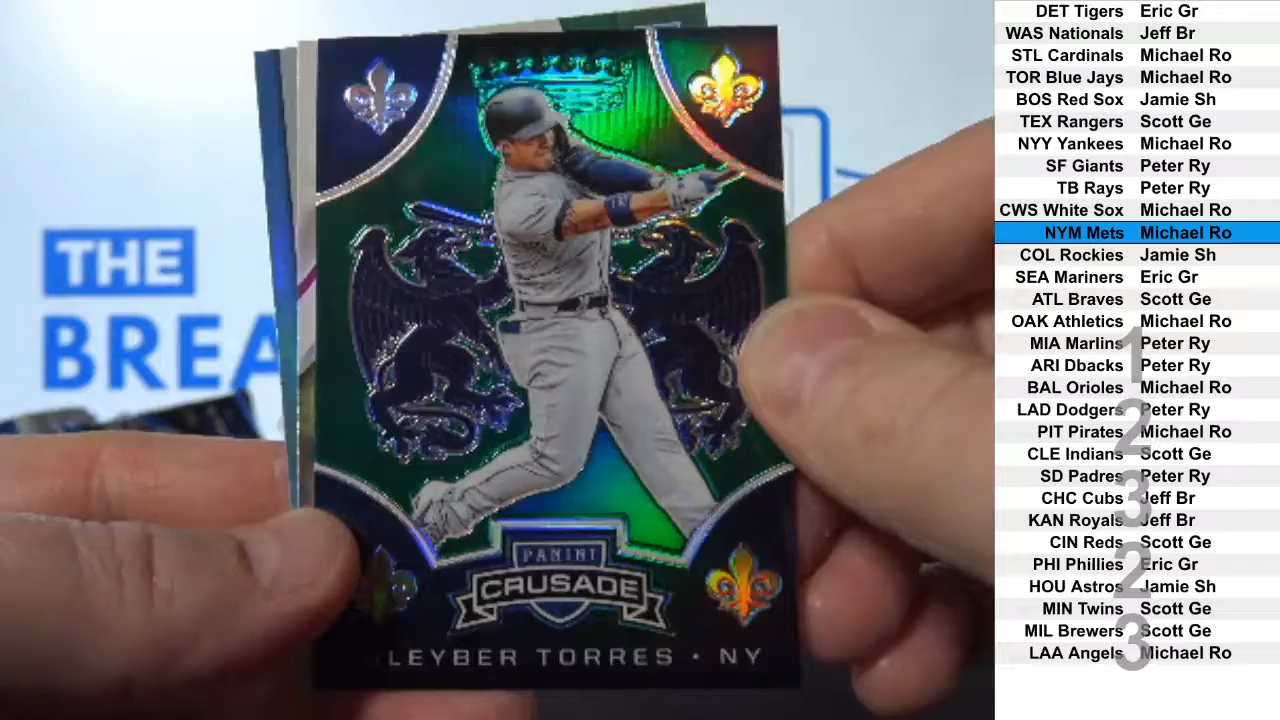 THE
BREA
PANINI
CRUSADE
LEYBER TORRES · NY
DET Tigers Eric Gr
WAS Nationals Jeff Br
STL Cardinals Michael Ro
TOR Blue Jays Michael Ro
BOS Red Sox Jamie Sh
TEX Rangers Scott Ge
NYY Yankees Michael Ro
SF Giants Peter Ry
TB Rays Peter Ry
CWS White Sox Michael Ro
NYM Mets Michael Ro
COL Rockies Jamie Sh
SEA Mariners Eric Gr
ATL Braves Scott Ge
OAK Athletics Michael Ro
MIA Marlins Peter Ry
ARI Dbacks Peter Ry
BAL Orioles Michael Ro
LAD Dodgers Peter Ry
PIT Pirates Michael Ro
CLE Indians Scott Ge
SD Padres Peter Ry
CHC Cubs Jeff Br
KAN Royals Jeff Br
CIN Reds Scott Ge
PHI Phillies Eric Gr
HOU Astros Jamie Sh
MIN Twins Scott Ge
MIL Brewers Scott Ge
LAA Angels Michael Ro
1
2
3
2
3